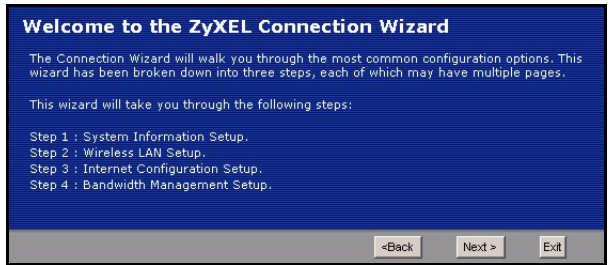 Welcome to the ZyXEL Connection Wizard
The Connection Wizard will walk you through the most common configuration options. This
wizard has been broken down into three steps, each of which may have multiple pages.
This wizard will take you through the following steps:
Step 1 : System Information Setup.
Step 2 : Wireless LAN Setup.
Step 3 : Internet Configuration Setup.
Step 4 : Bandwidth Management Setup.
<Back Next > Exit